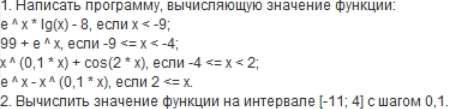 1. Написать программу, вычисляющую значение функции:
e ^ x * lg(x) - 8, если x < -9;
99 + e ^ x, если -9 <= x < -4;
x ^ (0,1 * x) + cos(2 * x), если -4 <= x < 2;
e ^ x - x ^ (0,1 * x), если 2 <= x.
2. Вычислить значение функции на интервале [-11; 4] с шагом 0,1.